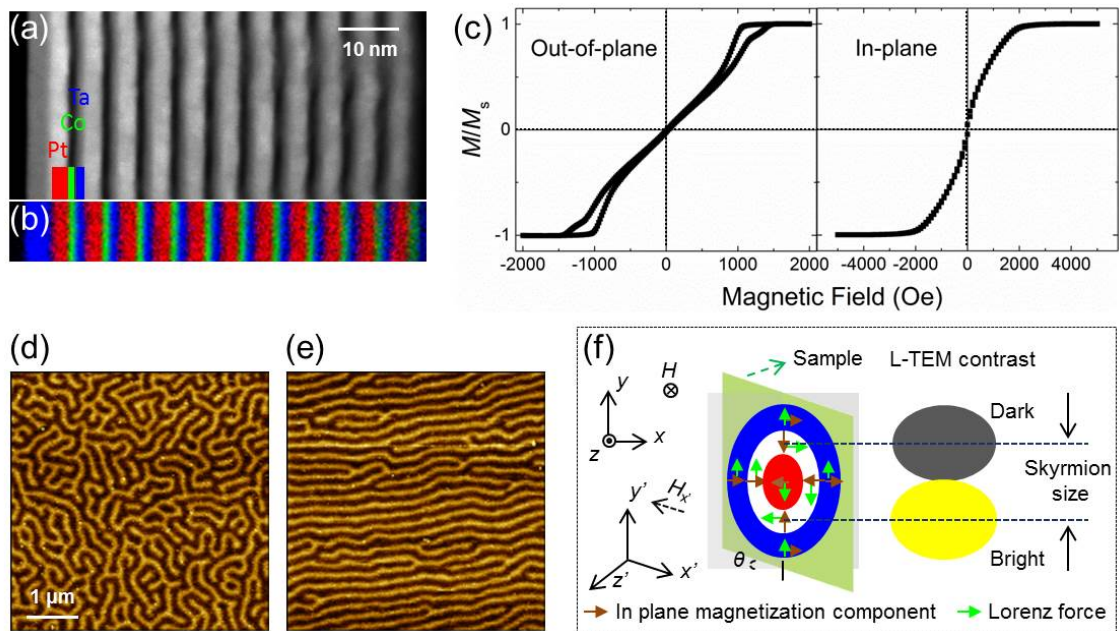 (a)
10 nm
Ta
Co
Pt
(b)
(c)
Out-of-plane
In-plane
M/Ms
1
0
-1
-2000 -1000 0 1000 2000
-4000 -2000 0 2000 4000
Magnetic Field (Oe)
(d)
1 µm
(e)
(f)
Sample
L-TEM contrast
H
y
x
z
Dark
Skyrmion
size
Bright
y'
Hx'
x'
z'
θ
In plane magnetization component
Lorenz force